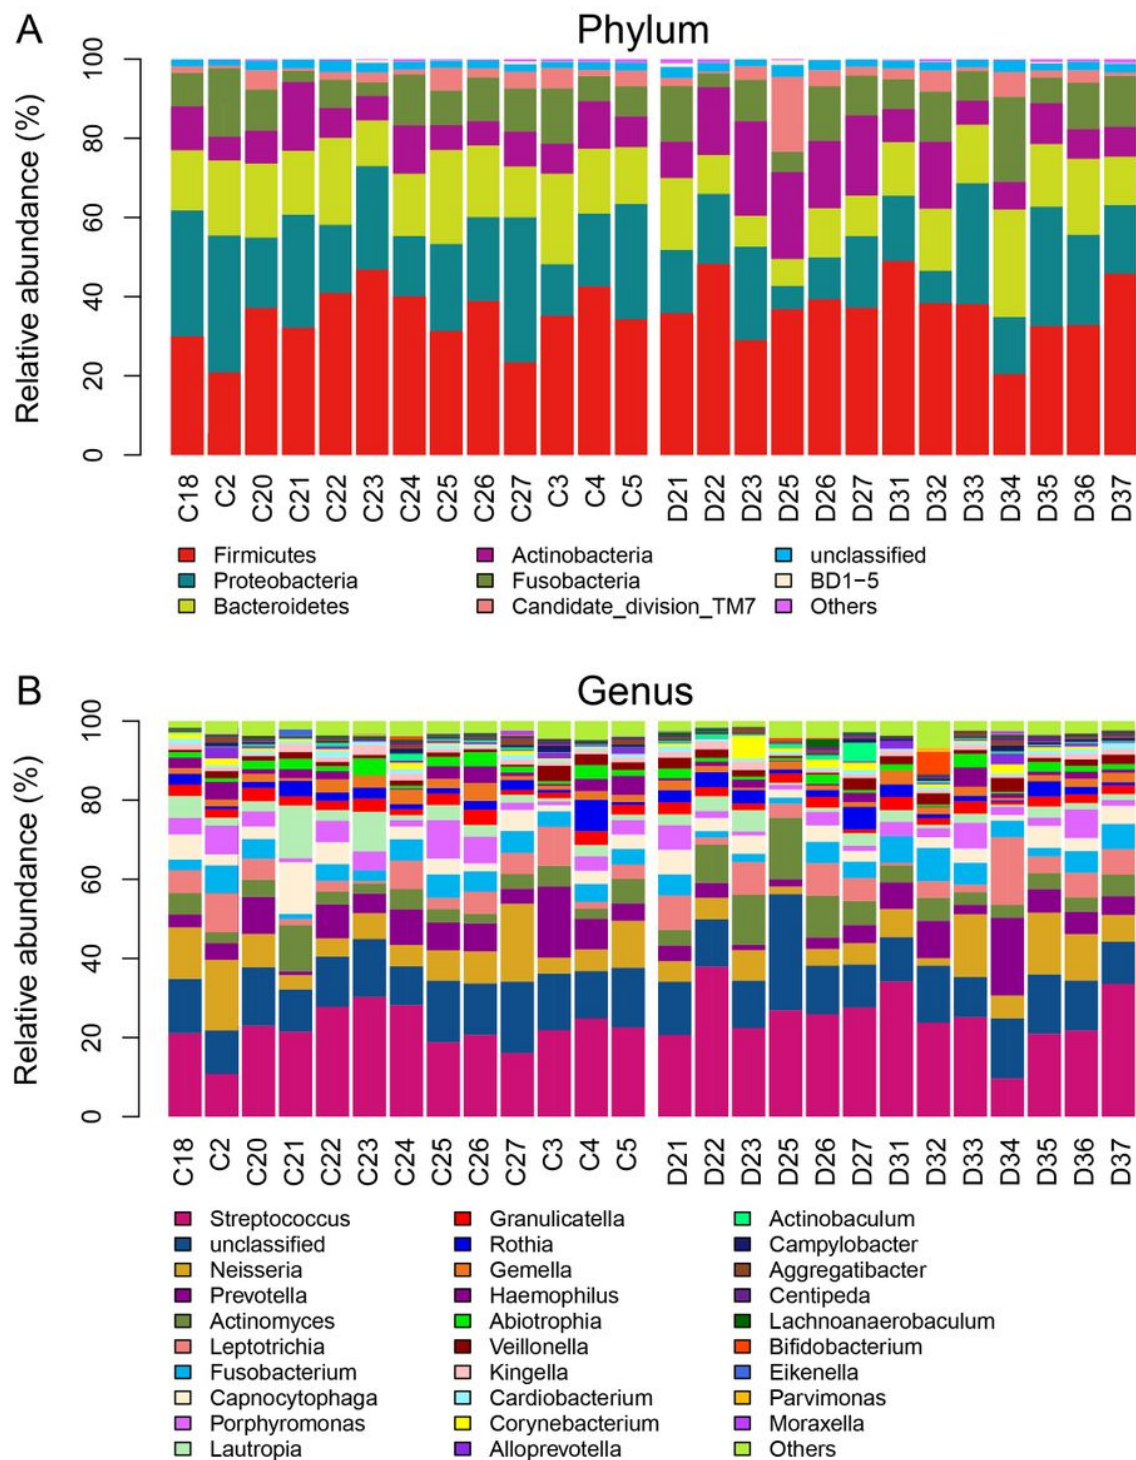 A
Phylum
Relative abundance (%)
100
80
60
40
20
0
C18 C2 C20 C21 C22 C23 C24 C25 C26 C27 C3 C4 C5 D21 D22 D23 D25 D26 D27 D31 D32 D33 D34 D35 D36 D37
Firmicutes Actinobacteria unclassified
Proteobacteria Fusobacteria BD1−5
Bacteroidetes Candidate_division_TM7 Others
B
Genus
Relative abundance (%)
100
80
60
40
20
0
C18 C2 C20 C21 C22 C23 C24 C25 C26 C27 C3 C4 C5 D21 D22 D23 D25 D26 D27 D31 D32 D33 D34 D35 D36 D37
Streptococcus Granulicatella Actinobaculum
unclassified Rothia Campylobacter
Neisseria Gemella Aggregatibacter
Prevotella Haemophilus Centipeda
Actinomyces Abiotrophia Lachnoanaerobaculum
Leptotrichia Veillonella Bifidobacterium
Fusobacterium Kingella Eikenella
Capnocytophaga Cardiobacterium Parvimonas
Porphyromonas Corynebacterium Moraxella
Lautropia Alloprevotella Others